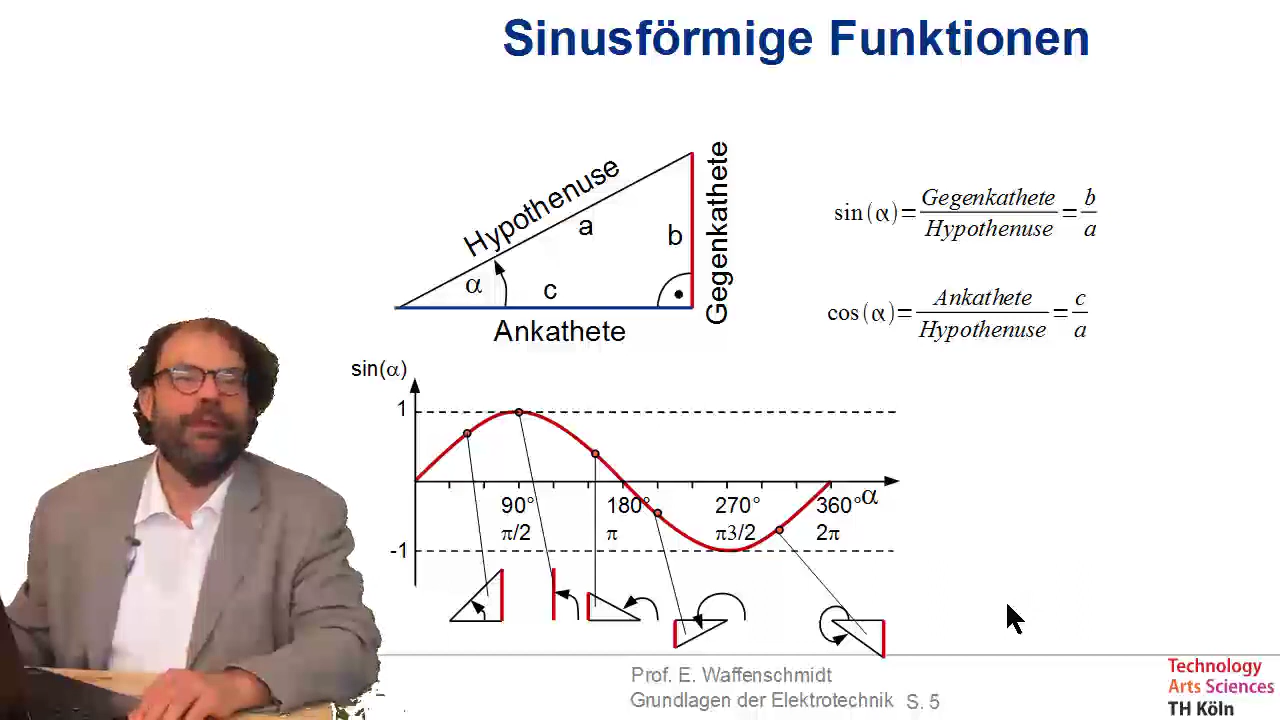 Sinusförmige Funktionen
Hypothenuse
a
b
Gegenkathete
α
c
Ankathete
sin(α)=Gegenkathete/Hypothenuse=b/a
cos(α)=Ankathete/Hypothenuse=c/a
sin(α)
1
90° 180° 270° 360° α
π/2 π π3/2 2π
-1
Prof. E. Waffenschmidt
Grundlagen der Elektrotechnik S. 5
Technology
Arts Sciences
TH Köln